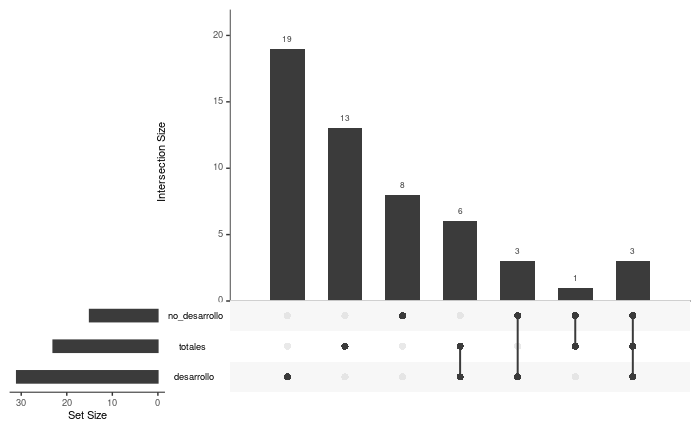 20
15
10
5
0
Intersection Size
19
13
8
6
3
1
3
no_desarrollo
totales
desarrollo
30 20 10 0
Set Size